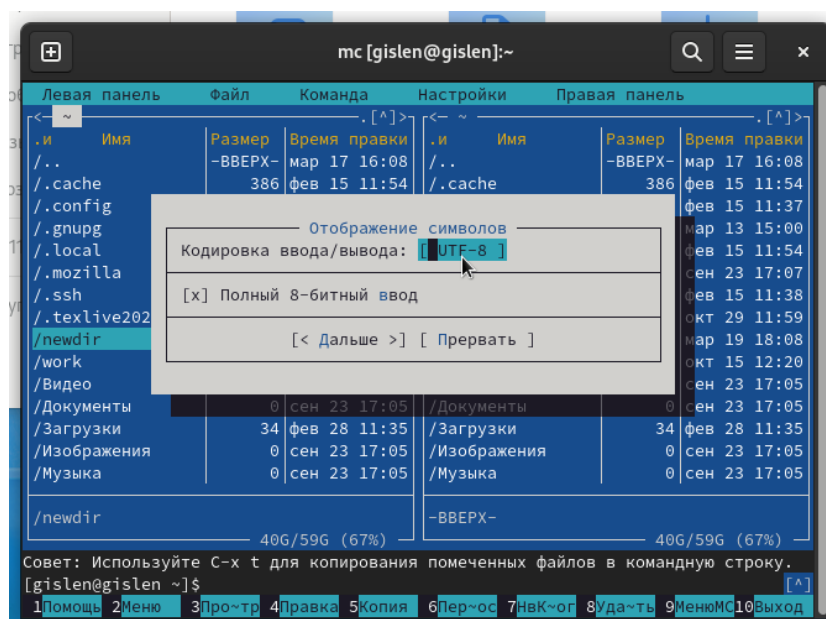 mc [gislen@gislen]:~
Левая панель Файл Команда Настройки Правая панель
<— ~ .[^]> <— ~ .[^]>
.и Имя Размер Время правки .и Имя Размер Время правки
/.. -ВВЕРХ- мар 17 16:08 /.. -ВВЕРХ- мар 17 16:08
/.cache 386 фев 15 11:54 /.cache 386 фев 15 11:54
/.config фев 15 11:37
/.gnupg Отображение символов мар 13 15:00
/.local Кодировка ввода/вывода: [ UTF-8 ] фев 15 11:54
/.mozilla сен 23 17:07
/.ssh [x] Полный 8-битный ввод фев 15 11:38
/.texlive202 окт 29 11:59
/newdir [< Дальше >] [ Прервать ] мар 19 18:08
/work окт 15 12:20
/Видео сен 23 17:05
/Документы 0 сен 23 17:05 /Документы 0 сен 23 17:05
/Загрузки 34 фев 28 11:35 /Загрузки 34 фев 28 11:35
/Изображения 0 сен 23 17:05 /Изображения 0 сен 23 17:05
/Музыка 0 сен 23 17:05 /Музыка 0 сен 23 17:05
/newdir -ВВЕРХ-
40G/59G (67%) 40G/59G (67%)
Совет: Используйте C-x t для копирования помеченных файлов в командную строку.
[gislen@gislen ~]$ [^]
1Помощь 2Меню 3Про~тр 4Правка 5Копия 6Пер~ос 7НвК~ог 8Уда~ть 9МенюMC10Выход